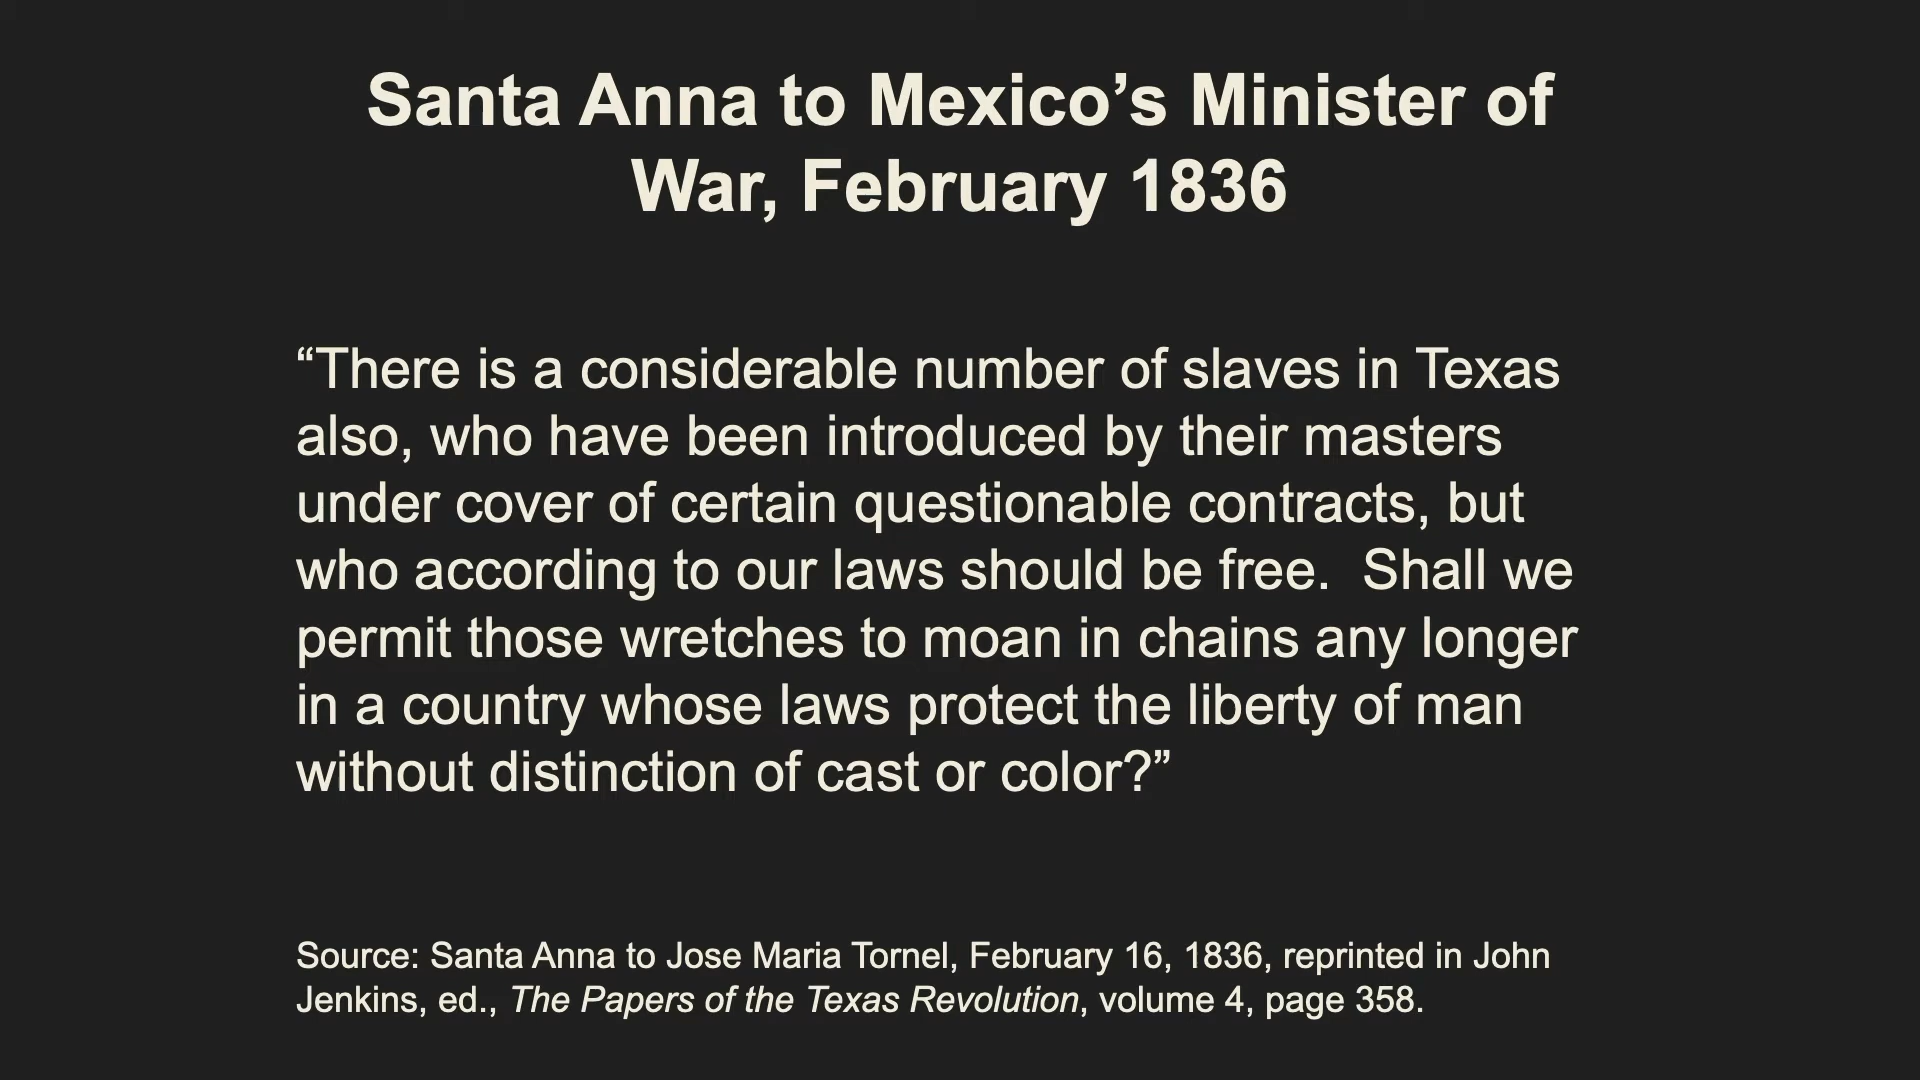 Santa Anna to Mexico’s Minister of
War, February 1836
“There is a considerable number of slaves in Texas
also, who have been introduced by their masters
under cover of certain questionable contracts, but
who according to our laws should be free.  Shall we
permit those wretches to moan in chains any longer
in a country whose laws protect the liberty of man
without distinction of cast or color?”
Source: Santa Anna to Jose Maria Tornel, February 16, 1836, reprinted in John
Jenkins, ed., The Papers of the Texas Revolution, volume 4, page 358.